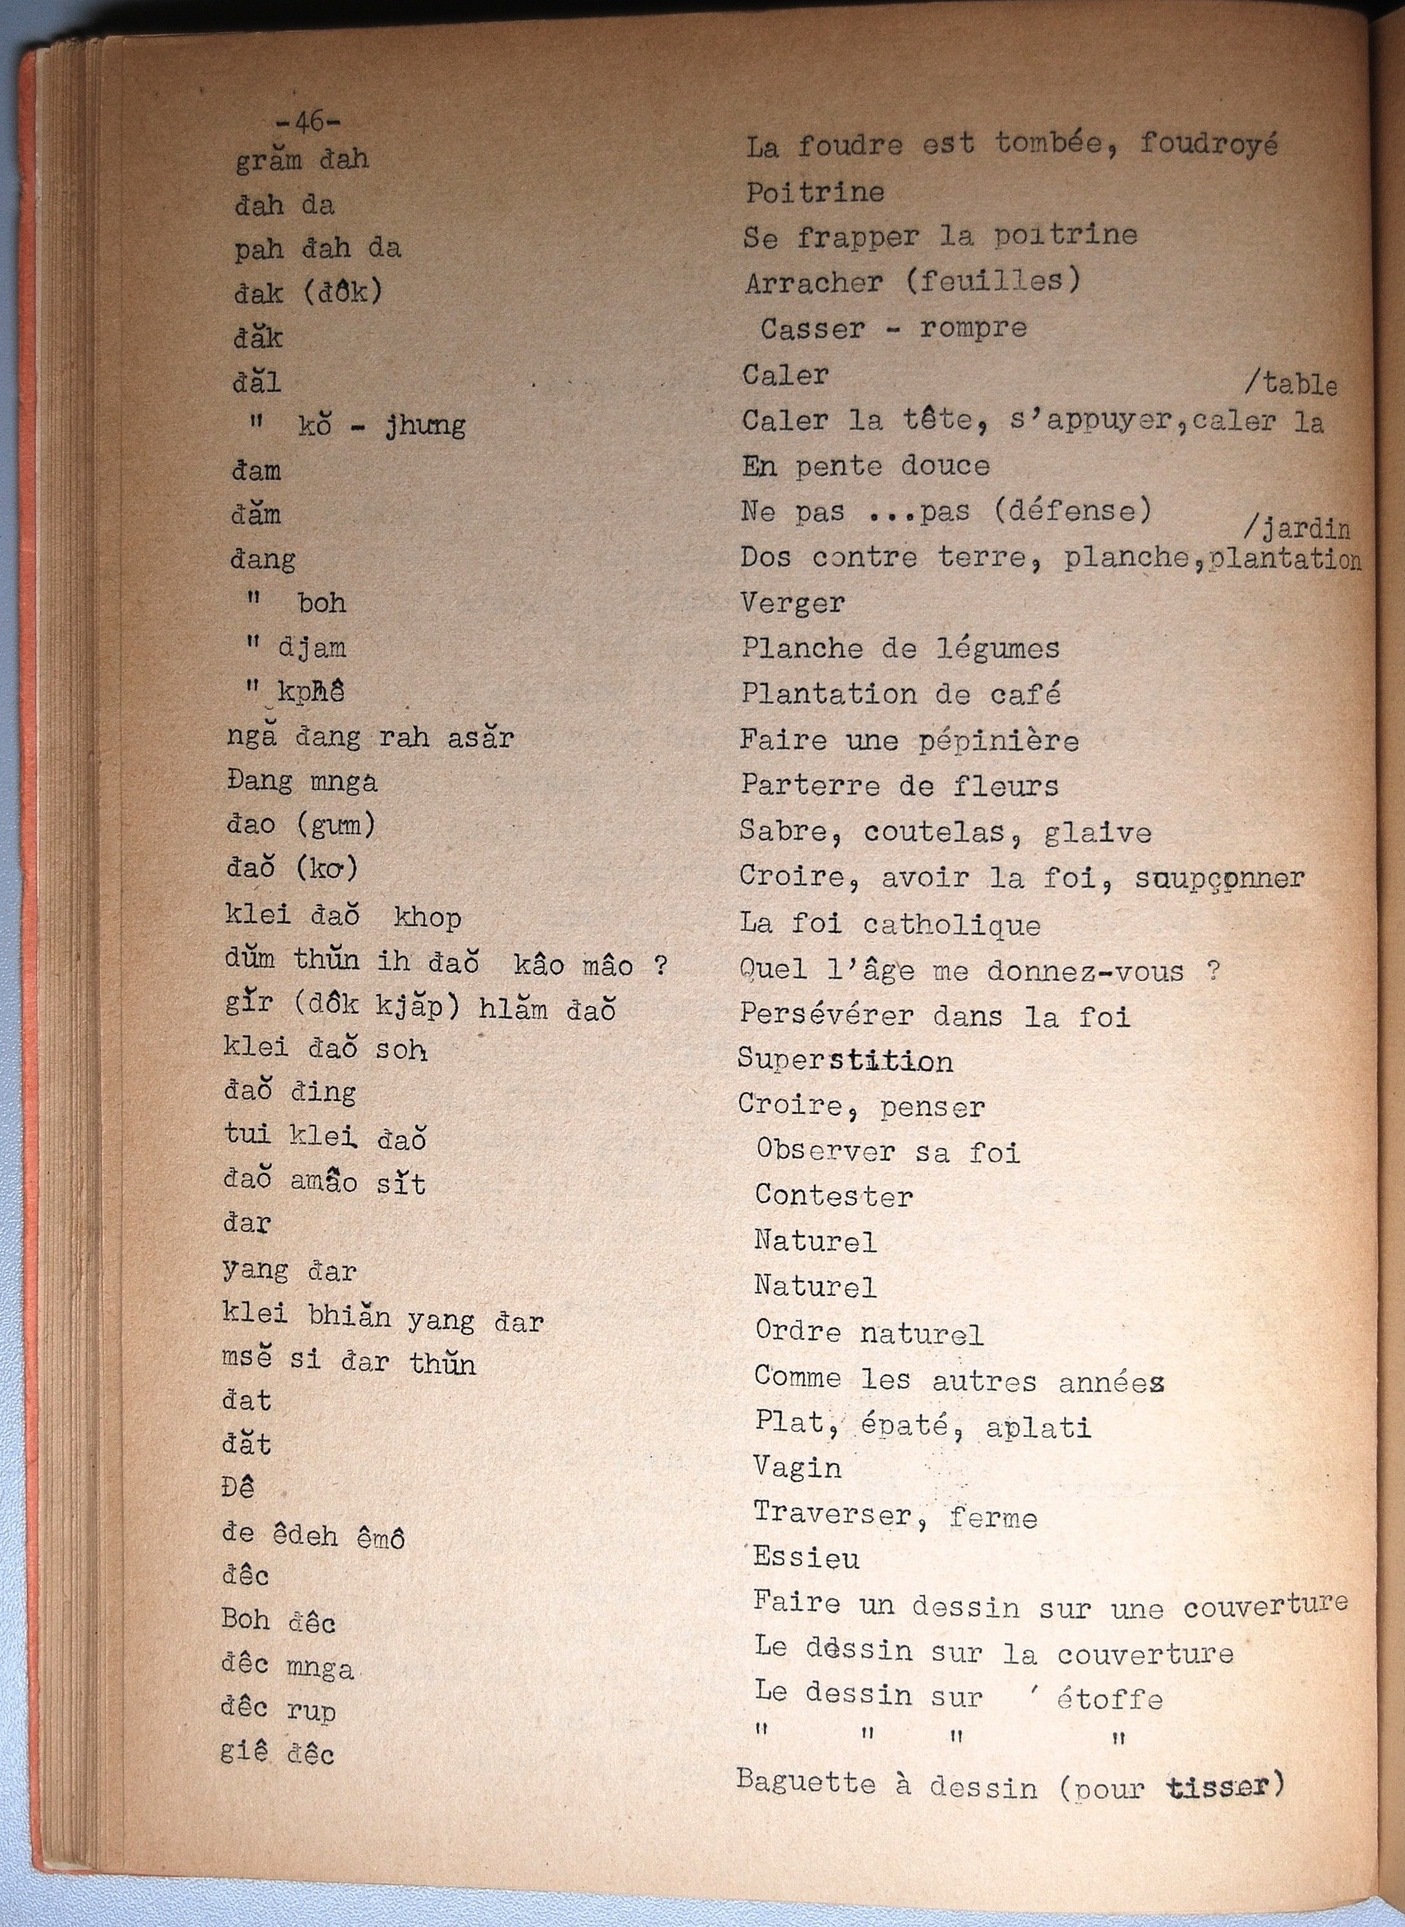 -46-
grăm đah La foudre est tombée, foudroyé
đah da Poitrine
pah đah da Se frapper la poitrine
đak (đôk) Arracher (feuilles)
đăk Casser - rompre
đăl Caler /table
" kŏ - jhưng Caler la tête, s'appuyer,caler la
đam En pente douce
đăm Ne pas ...pas (défense) /jardin
đang Dos contre terre, planche,plantation
" boh Verger
" djam Planche de légumes
" kphê Plantation de café
ngă đang rah asăr Faire une pépinière
Đang mnga Parterre de fleurs
đao (gưm) Sabre, coutelas, glaive
đaŏ (kơ) Croire, avoir la foi, soupçonner
klei đaŏ khop La foi catholique
dŭm thŭn ih đaŏ kâo mâo ? Quel l'âge me donnez-vous ?
gĭr (dôk kjăp) hlăm đaŏ Persévérer dans la foi
klei đaŏ soh Superstition
đaŏ đing Croire, penser
tui klei đaŏ Observer sa foi
đaŏ amâo sĭt Contester
đar Naturel
yang đar Naturel
klei bhiăn yang đar Ordre naturel
msĕ si đar thŭn Comme les autres années
đat Plat, épaté, aplati
đăt Vagin
Đê Traverser, ferme
đe êdeh êmô Essieu
đêc Faire un dessin sur une couverture
Boh đêc Le dessin sur la couverture
đêc mnga Le dessin sur ' étoffe
đêc rup " " " "
giê đêc Baguette à dessin (pour tisser)